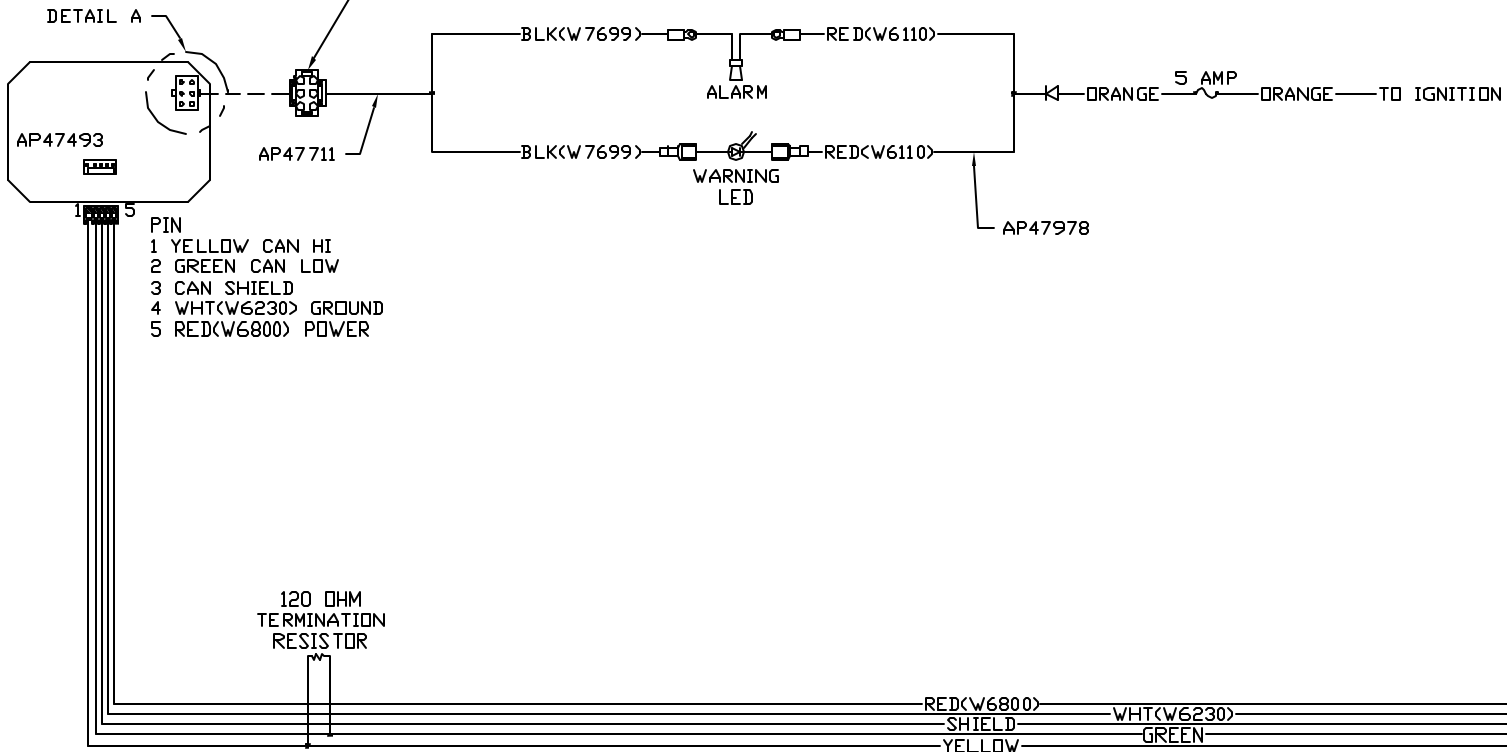 DETAIL A
BLK(W7699)
RED(W6110)
ALARM
5 AMP
ORANGE
ORANGE
TO IGNITION
AP47493
AP47711
BLK(W7699)
RED(W6110)
WARNING
LED
AP47978
1
5
PIN
1 YELLOW CAN HI
2 GREEN CAN LOW
3 CAN SHIELD
4 WHT(W6230) GROUND
5 RED(W6800) POWER
120 OHM
TERMINATION
RESISTOR
RED(W6800)
WHT(W6230)
SHIELD
GREEN
YELLOW